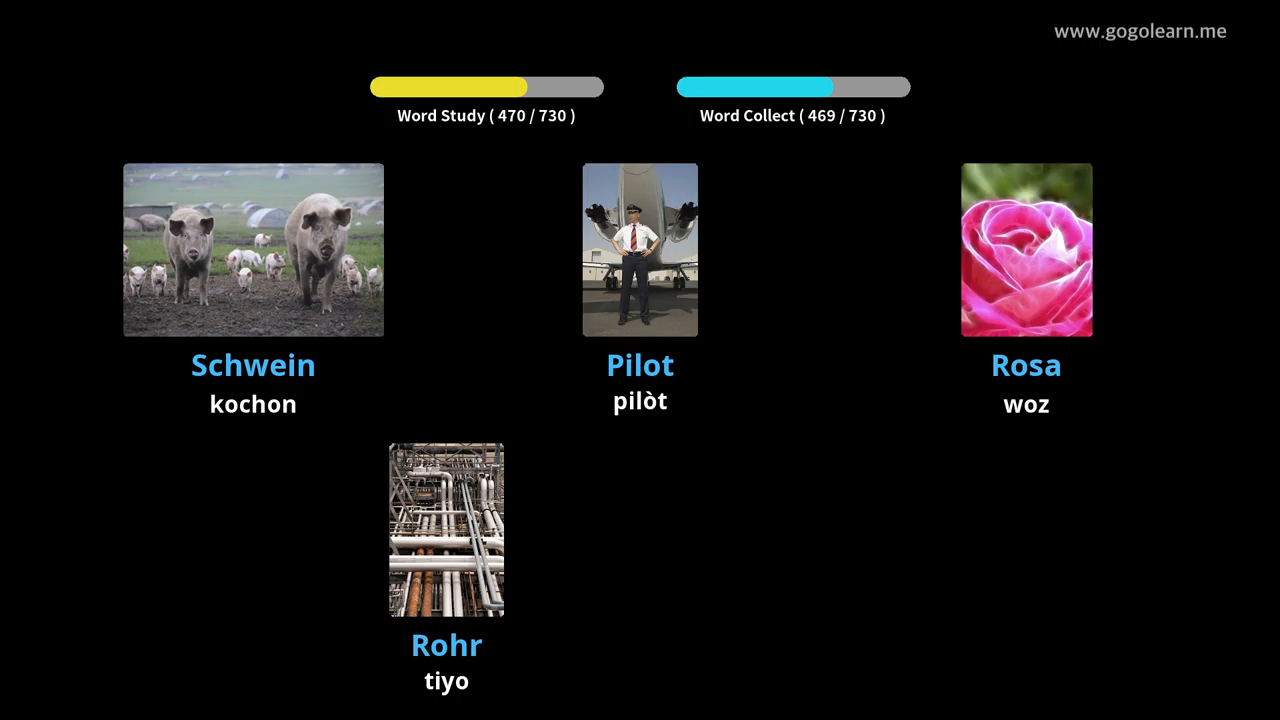 www.gogolearn.me
Word Study ( 470 / 730 )
Word Collect ( 469 / 730 )
Schwein
kochon
Pilot
pilòt
Rosa
woz
Rohr
tiyo